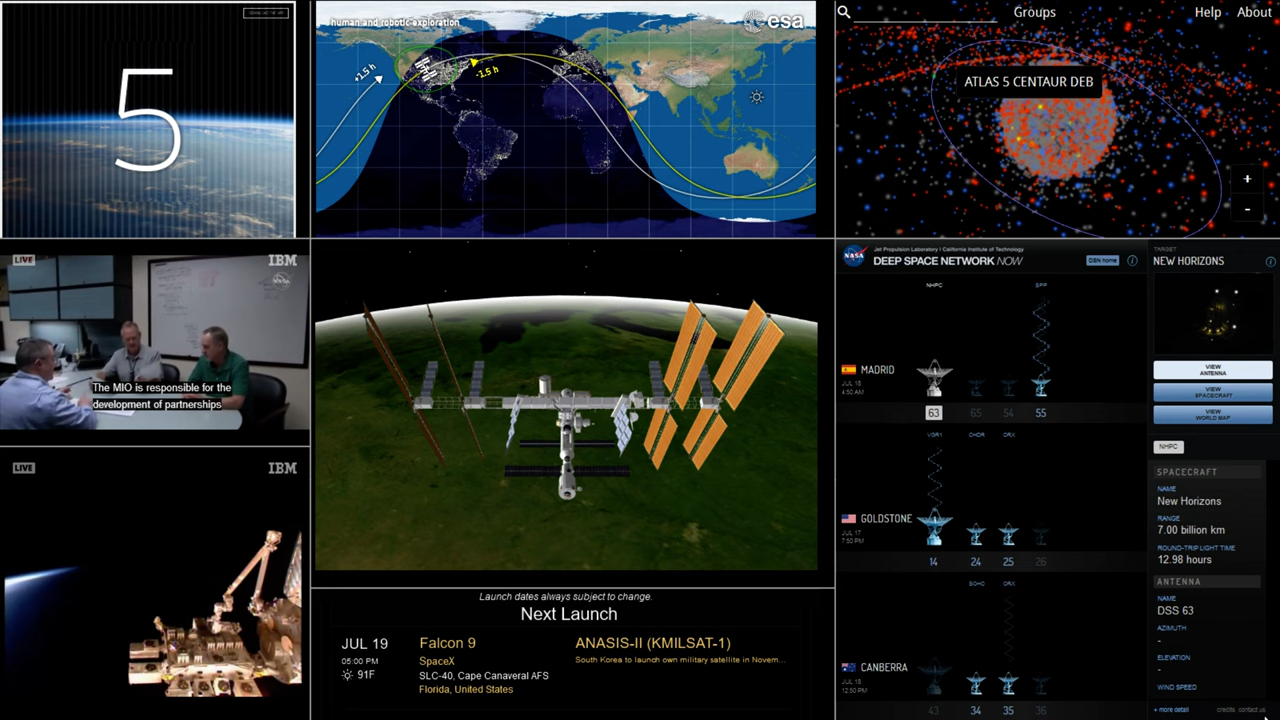 5
human and robotic exploration
esa
+1.5 h
-1.5 h
Groups
Help
About
ATLAS 5 CENTAUR DEB
+
-
LIVE
IBM
NASA
The MIO is responsible for the
development of partnerships
LIVE
IBM
Launch dates always subject to change.
Next Launch
JUL 19
05:00 PM
91F
Falcon 9
SpaceX
SLC-40, Cape Canaveral AFS
Florida, United States
ANASIS-II (KMILSAT-1)
South Korea to launch own military satellite in Novem...
NASA
Jet Propulsion Laboratory | California Institute of Technology
DEEP SPACE NETWORK NOW
DSN home
NHPC
SPP
MADRID
JUL 18
4:50 AM
63
65
54
55
VGR1
CHDR
DRX
GOLDSTONE
JUL 17
7:50 PM
14
24
25
26
SOHO
DRX
CANBERRA
JUL 18
12:50 PM
43
34
35
36
TARGET
NEW HORIZONS
VIEW
ANTENNA
VIEW
SPACECRAFT
VIEW
WORLD MAP
NHPC
SPACECRAFT
NAME
New Horizons
RANGE
7.00 billion km
ROUND-TRIP LIGHT TIME
12.98 hours
ANTENNA
NAME
DSS 63
AZIMUTH
-
ELEVATION
-
WIND SPEED
+ more detail
credits
contact us